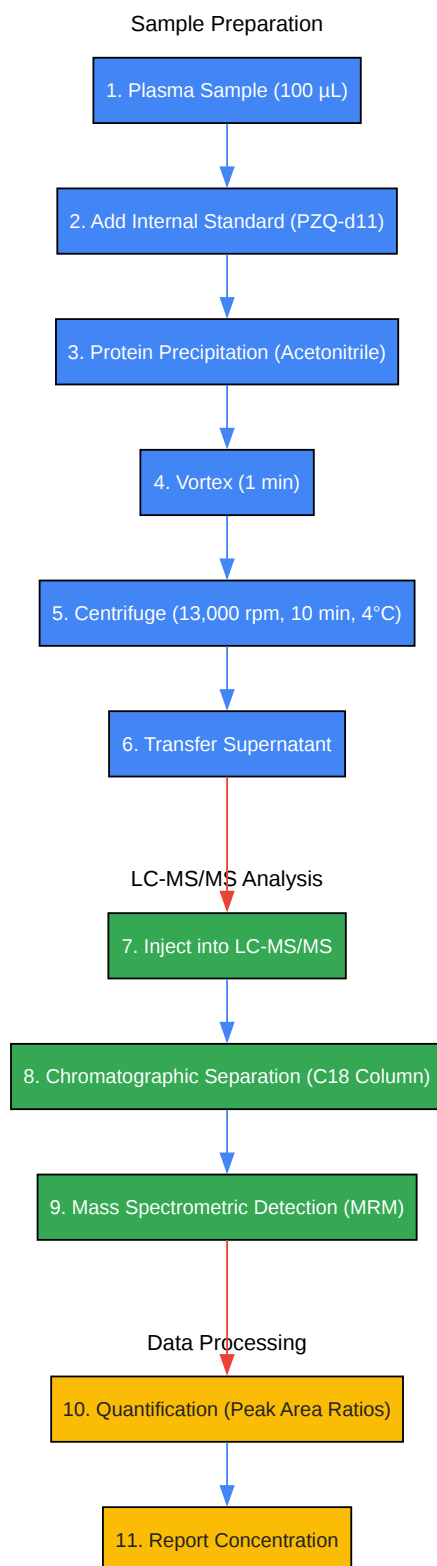 Sample Preparation
1. Plasma Sample (100 µL)
2. Add Internal Standard (PZQ-d11)
3. Protein Precipitation (Acetonitrile)
4. Vortex (1 min)
5. Centrifuge (13,000 rpm, 10 min, 4°C)
6. Transfer Supernatant
LC-MS/MS Analysis
7. Inject into LC-MS/MS
8. Chromatographic Separation (C18 Column)
9. Mass Spectrometric Detection (MRM)
Data Processing
10. Quantification (Peak Area Ratios)
11. Report Concentration